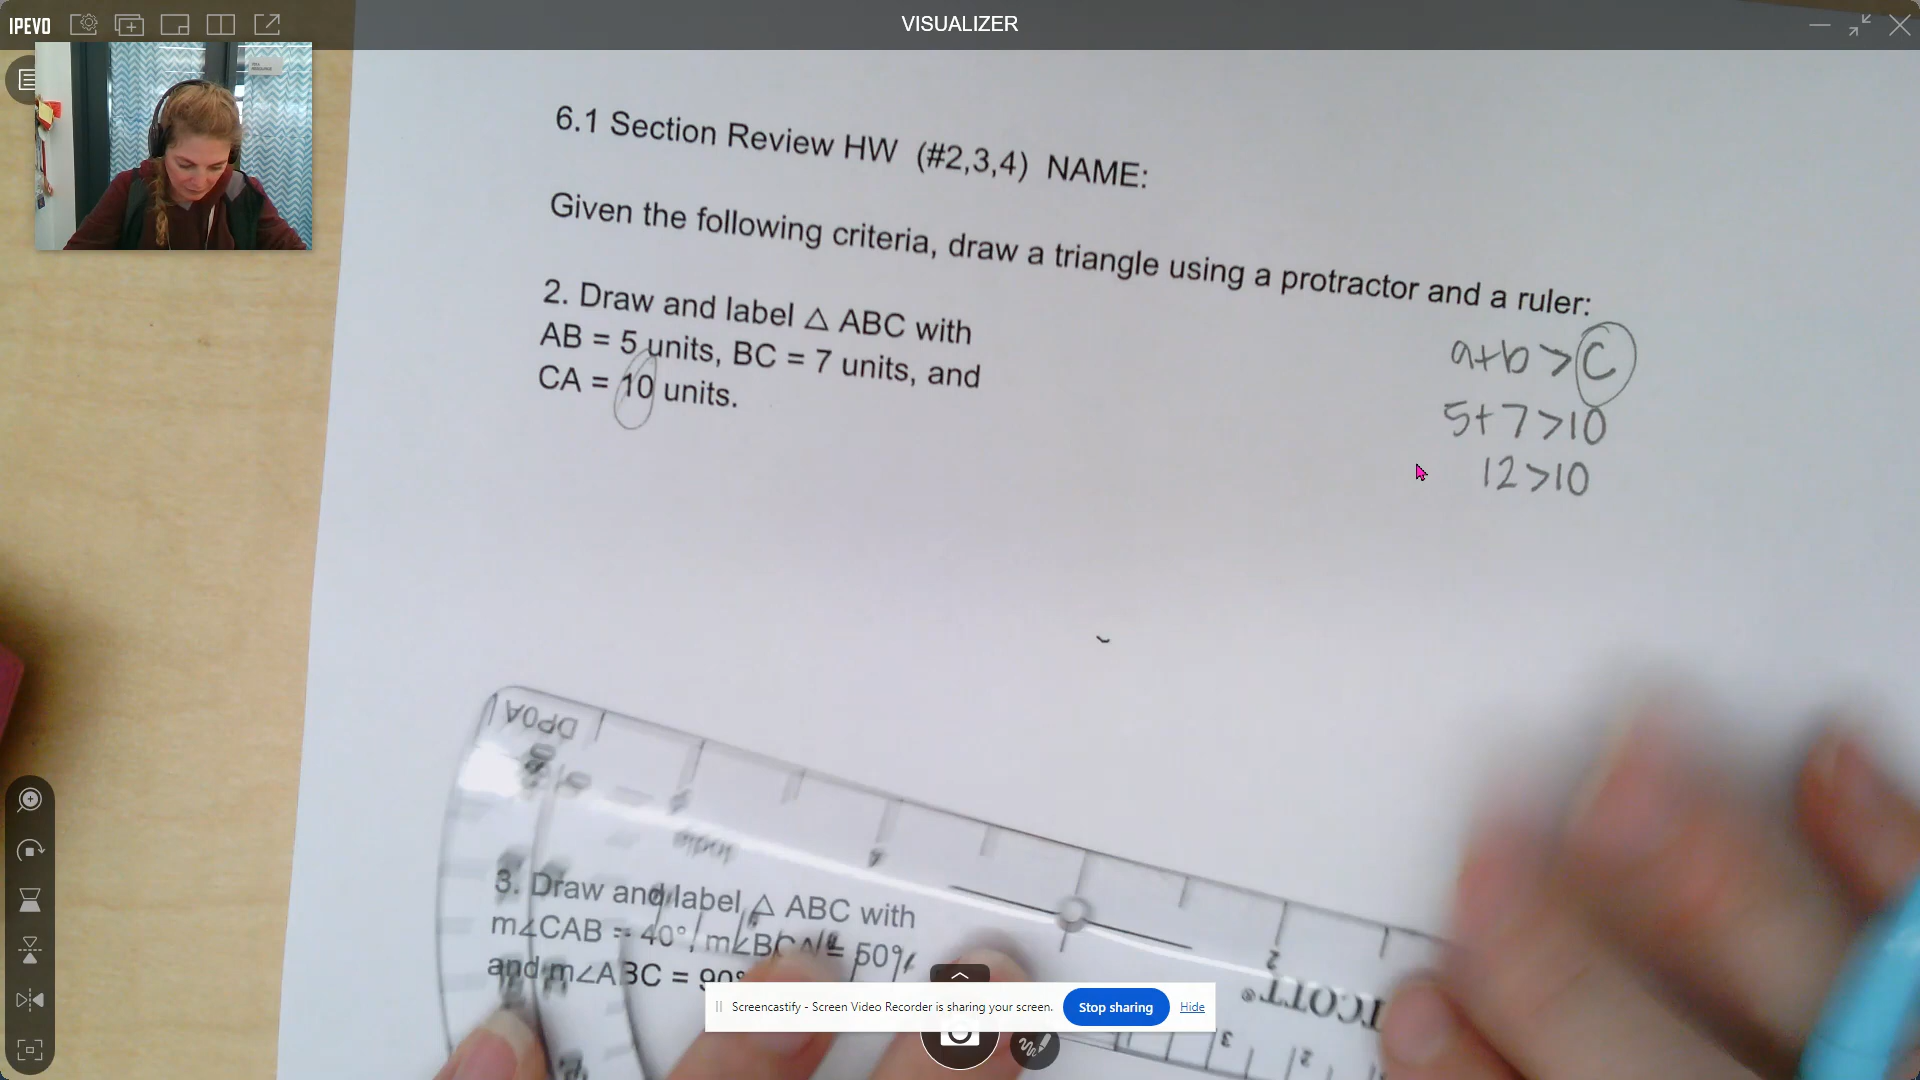 IPEVO
VISUALIZER
6.1 Section Review HW (#2,3,4) NAME:
Given the following criteria, draw a triangle using a protractor and a ruler:
2. Draw and label △ ABC with
AB = 5 units, BC = 7 units, and
CA = 10 units.
a+b >C
5+7>10
12>10
3. Draw and label △ ABC with
m∠CAB = 40°, m∠BCA = 50°,
and m∠ABC = 90°
2
3
2
Screencastify - Screen Video Recorder is sharing your screen.
Stop sharing
Hide